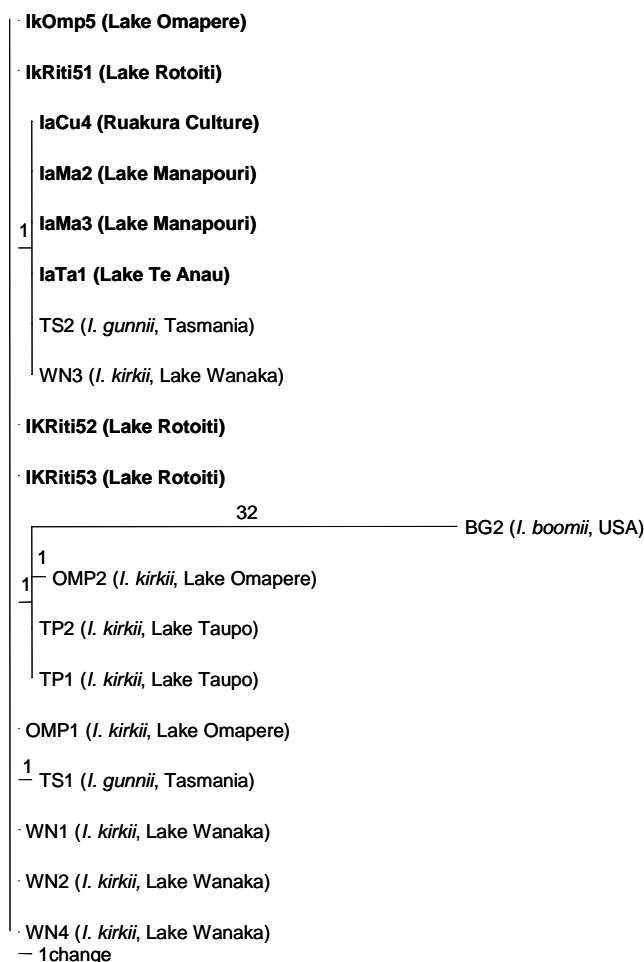 IkOmp5 (Lake Omapere)
IkRiti51 (Lake Rotoiti)
IaCu4 (Ruakura Culture)
IaMa2 (Lake Manapouri)
IaMa3 (Lake Manapouri)
1
IaTa1 (Lake Te Anau)
TS2 (I. gunnii, Tasmania)
WN3 (I. kirkii, Lake Wanaka)
IKRiti52 (Lake Rotoiti)
IKRiti53 (Lake Rotoiti)
32
BG2 (I. boomii, USA)
1
OMP2 (I. kirkii, Lake Omapere)
1
TP2 (I. kirkii, Lake Taupo)
TP1 (I. kirkii, Lake Taupo)
OMP1 (I. kirkii, Lake Omapere)
1
TS1 (I. gunnii, Tasmania)
WN1 (I. kirkii, Lake Wanaka)
WN2 (I. kirkii, Lake Wanaka)
WN4 (I. kirkii, Lake Wanaka)
1change